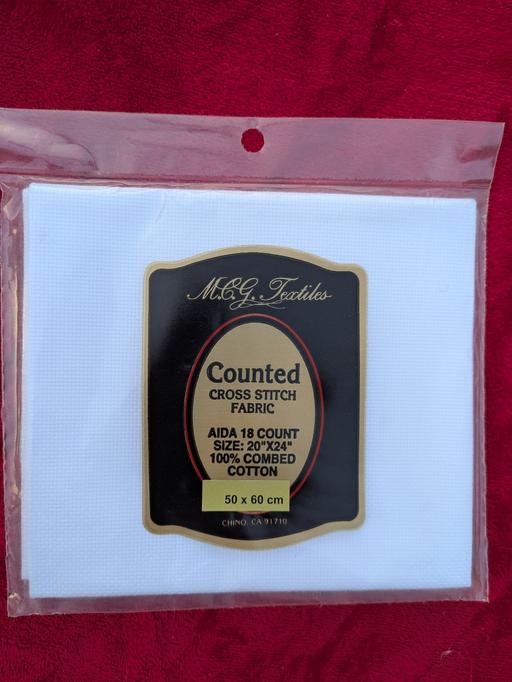 M.C.G. Textiles
Counted
CROSS STITCH
FABRIC
AIDA 18 COUNT
SIZE: 20"X24"
100% COMBED
COTTON
50 x 60 cm
CHINO, CA 91710